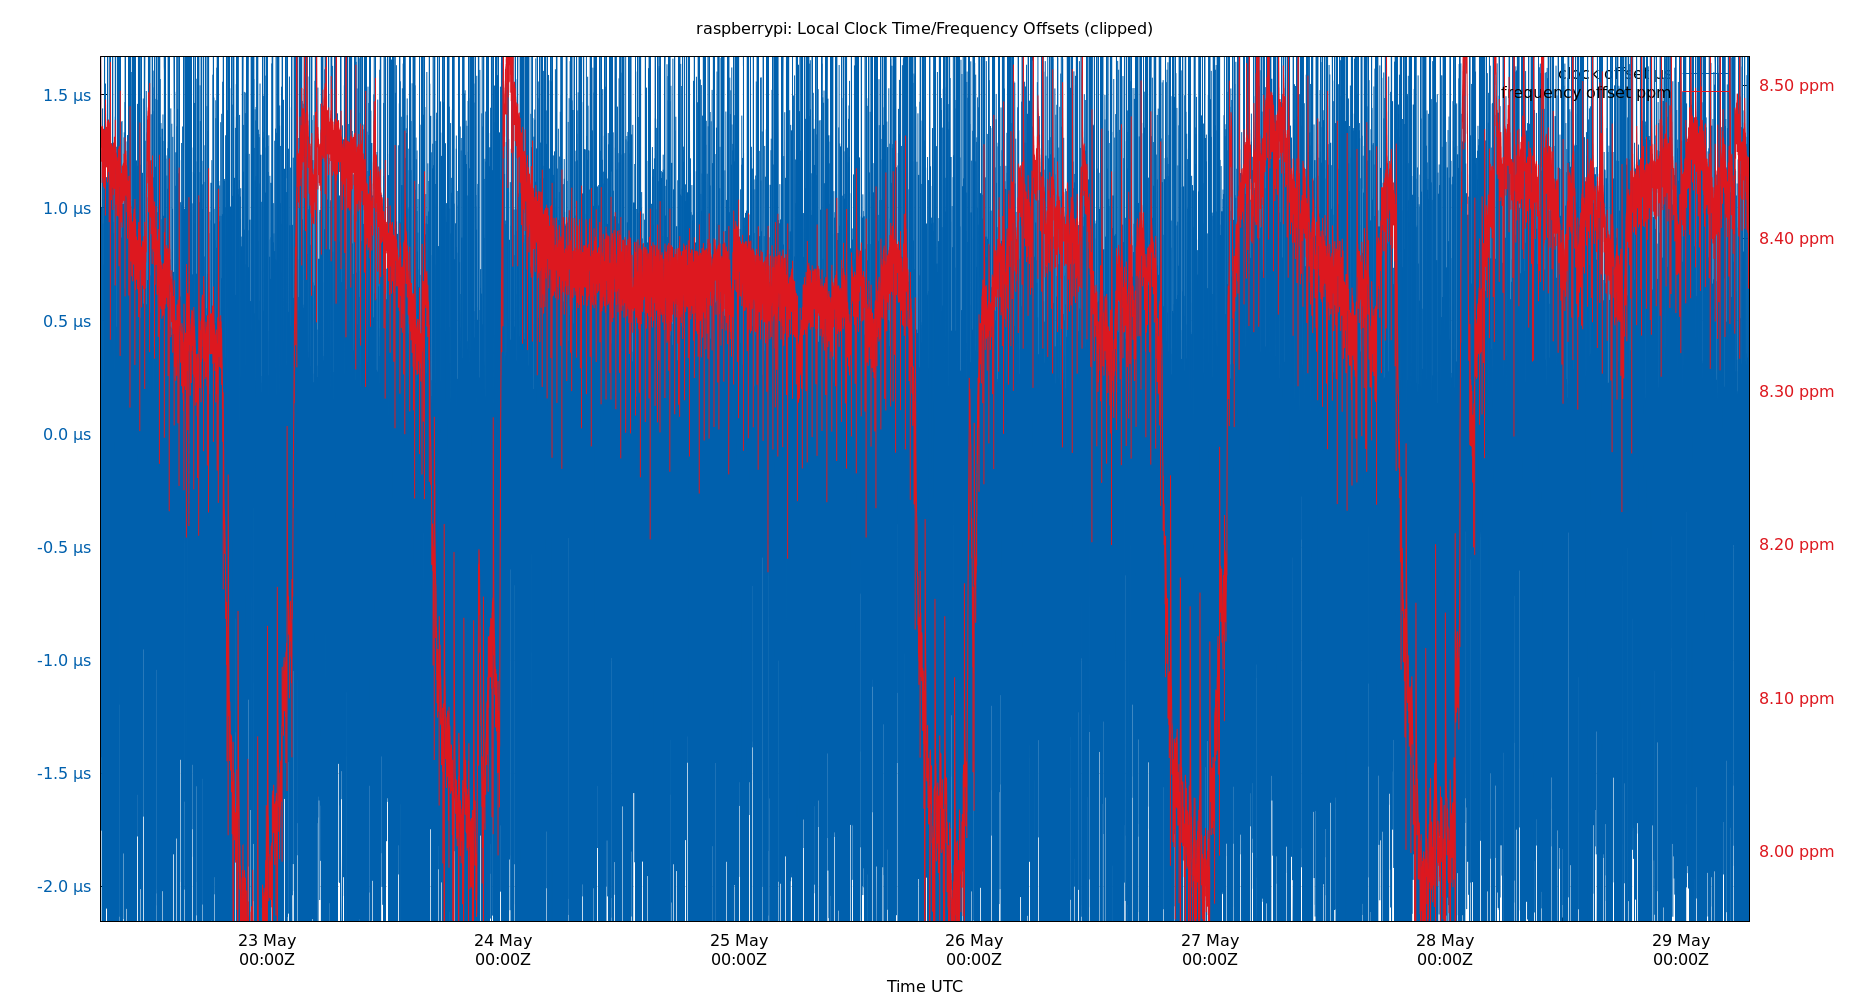 raspberrypi: Local Clock Time/Frequency Offsets (clipped)
clock offset µs
frequency offset ppm
1.5 µs
1.0 µs
0.5 µs
0.0 µs
-0.5 µs
-1.0 µs
-1.5 µs
-2.0 µs
8.50 ppm
8.40 ppm
8.30 ppm
8.20 ppm
8.10 ppm
8.00 ppm
23 May
00:00Z
24 May
00:00Z
25 May
00:00Z
26 May
00:00Z
27 May
00:00Z
28 May
00:00Z
29 May
00:00Z
Time UTC